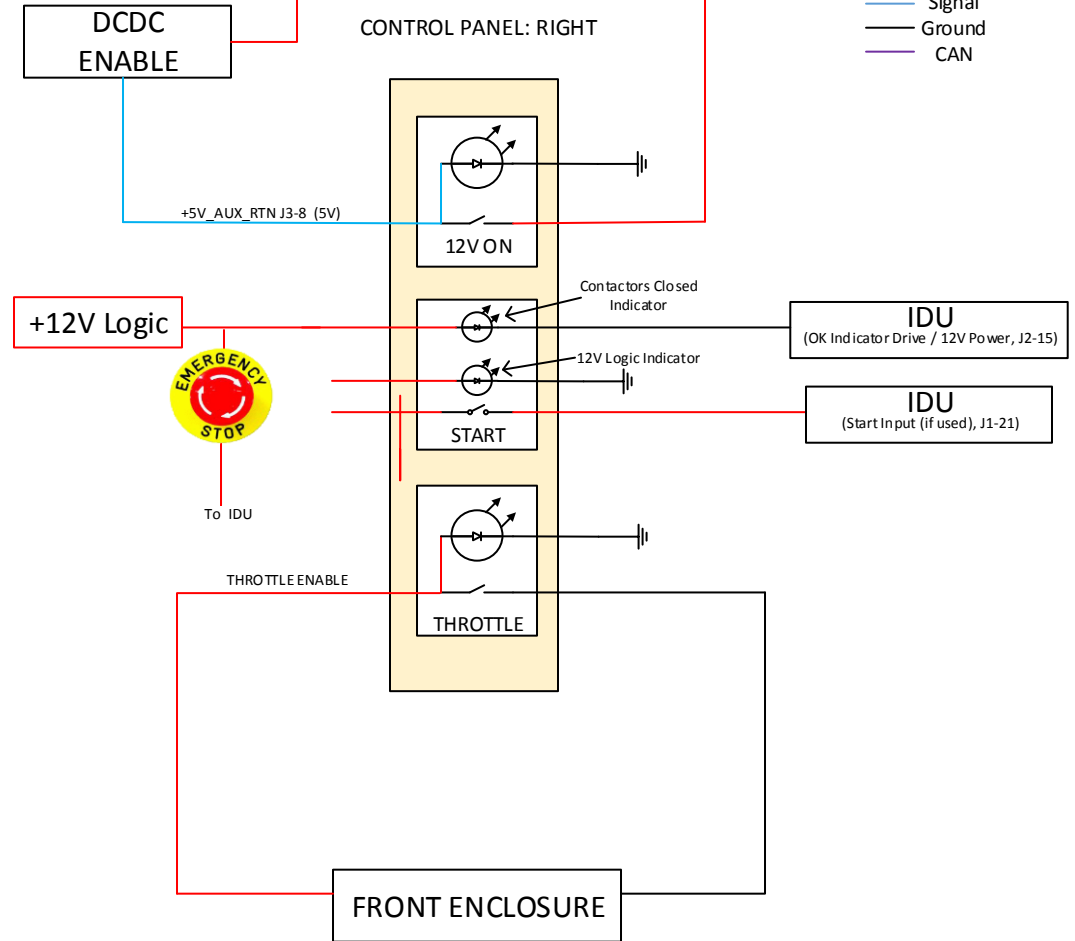 Signal
Ground
CAN
DCDC
ENABLE
CONTROL PANEL: RIGHT
+5V_AUX_RTN J3-8 (5V)
12V ON
+12V Logic
EMERGENCY
STOP
To IDU
Contactors Closed
Indicator
12V Logic Indicator
START
IDU
(OK Indicator Drive / 12V Power, J2-15)
IDU
(Start Input (if used), J1-21)
THROTTLE ENABLE
THROTTLE
FRONT ENCLOSURE